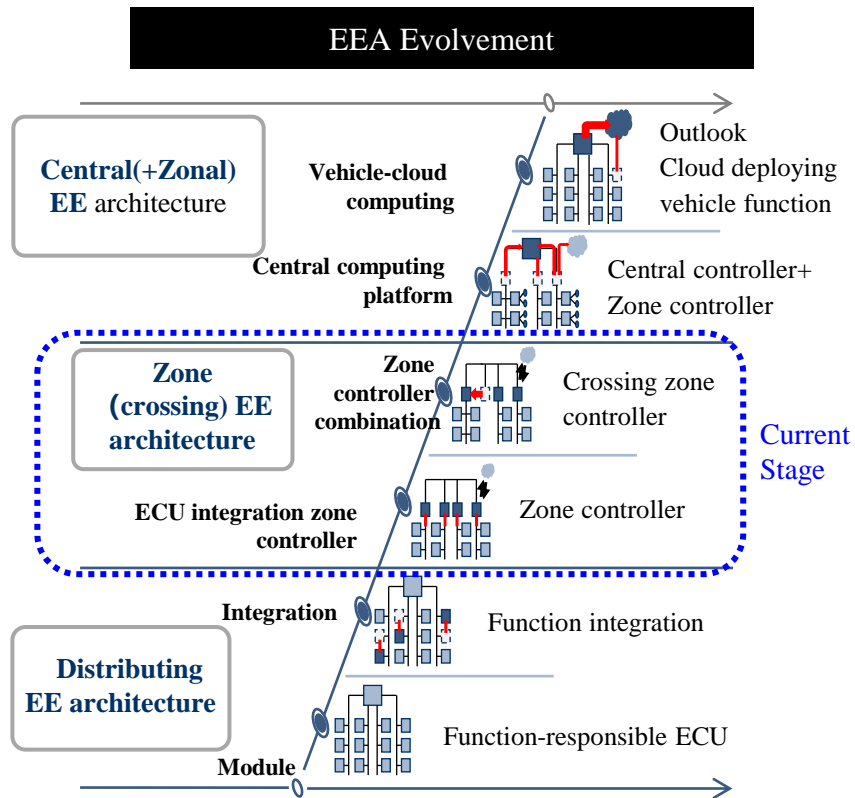 EEA Evolvement
Central(+Zonal)
EE architecture
Vehicle-cloud
computing
Outlook
Cloud deploying
vehicle function
Central computing
platform
Central controller+
Zone controller
Zone
(crossing) EE
architecture
Zone
controller
combination
Crossing zone
controller
Current
Stage
ECU integration zone
controller
Zone controller
Integration
Function integration
Distributing
EE architecture
Function-responsible ECU
Module